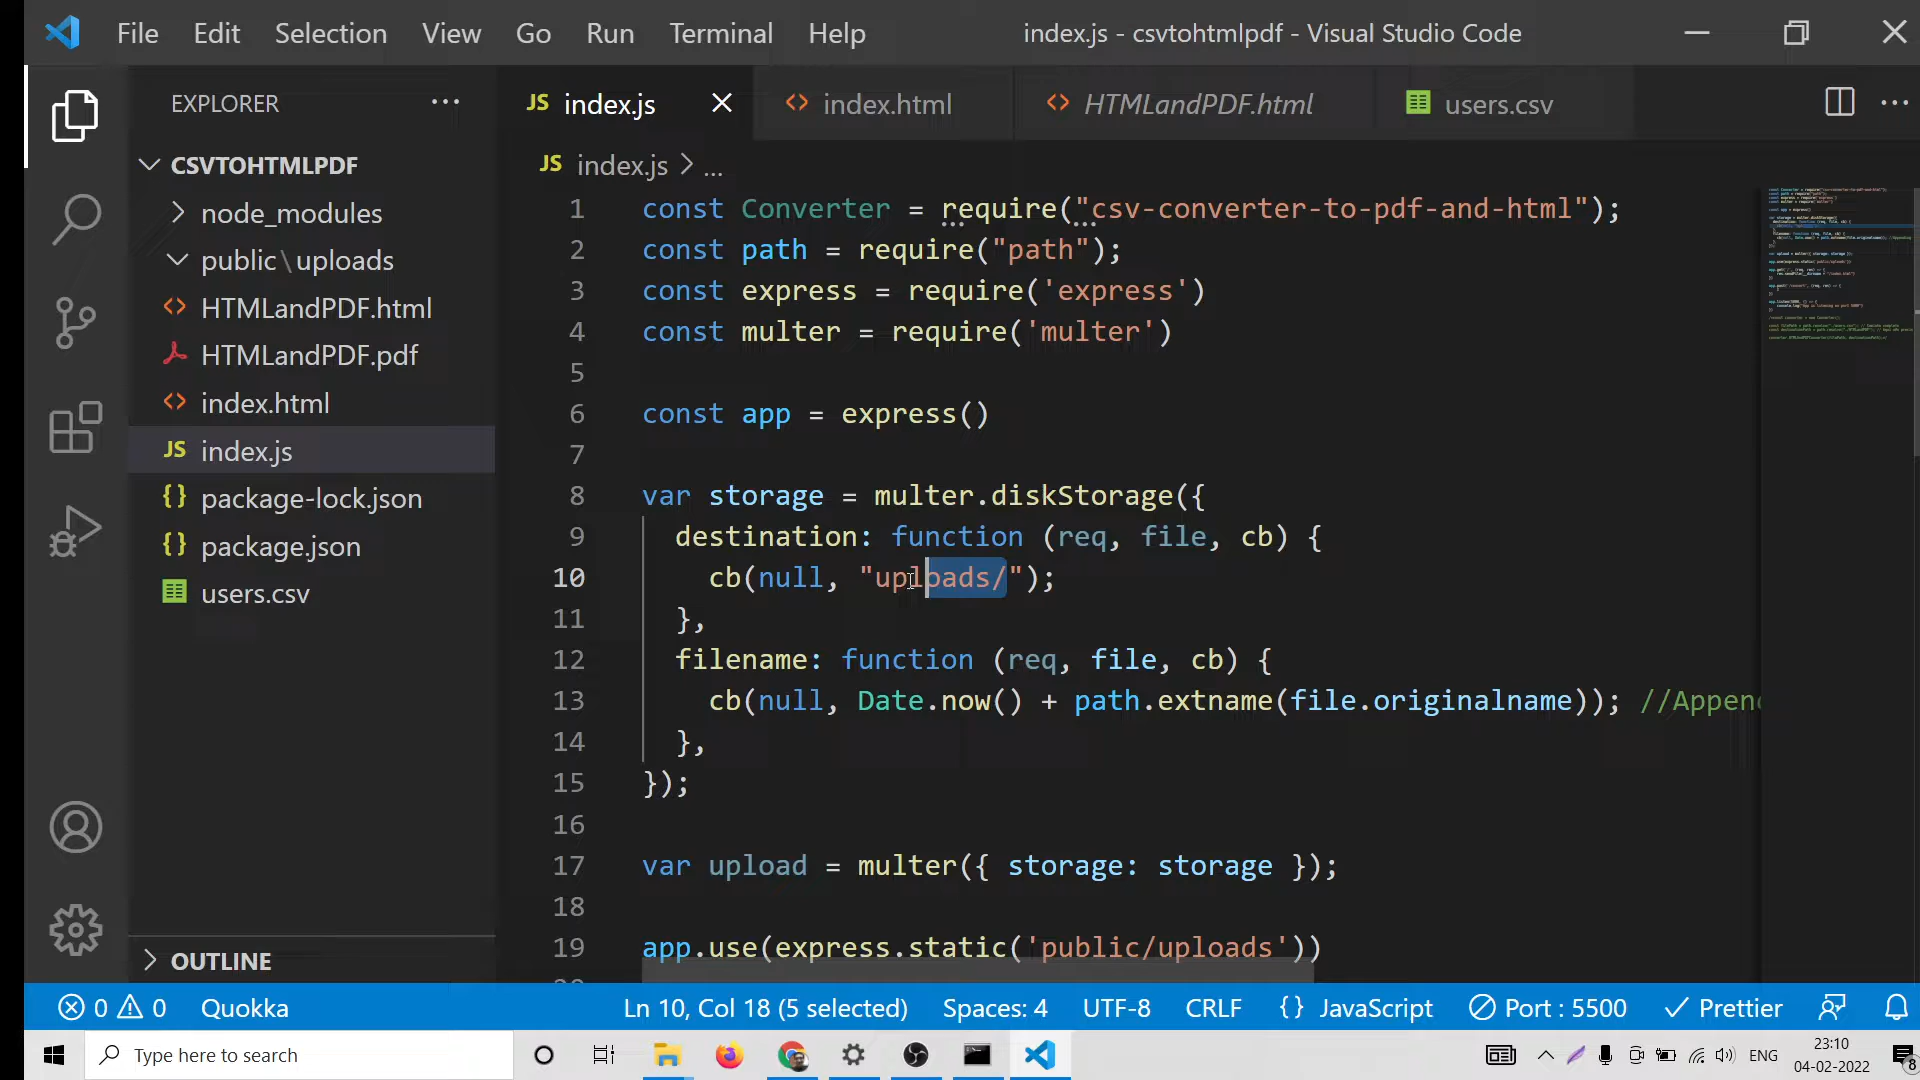 File Edit Selection View Go Run Terminal Help
index.js - csvtohtmlpdf - Visual Studio Code
EXPLORER
CSVTOHTMLPDF
node_modules
public\uploads
HTMLandPDF.html
HTMLandPDF.pdf
index.html
JS index.js
{} package-lock.json
{} package.json
users.csv
OUTLINE
JS index.js
index.html
HTMLandPDF.html
users.csv
JS index.js > ...
1 const Converter = require("csv-converter-to-pdf-and-html");
2 const path = require("path");
3 const express = require('express')
4 const multer = require('multer')
5
6 const app = express()
7
8 var storage = multer.diskStorage({
9 destination: function (req, file, cb) {
10 cb(null, "uploads/");
11 },
12 filename: function (req, file, cb) {
13 cb(null, Date.now() + path.extname(file.originalname)); //Appen
14 },
15 });
16
17 var upload = multer({ storage: storage });
18
19 app.use(express.static('public/uploads'))
0 0 Quokka
Ln 10, Col 18 (5 selected) Spaces: 4 UTF-8 CRLF {} JavaScript Port : 5500 Prettier
Type here to search
ENG
23:10
04-02-2022
8